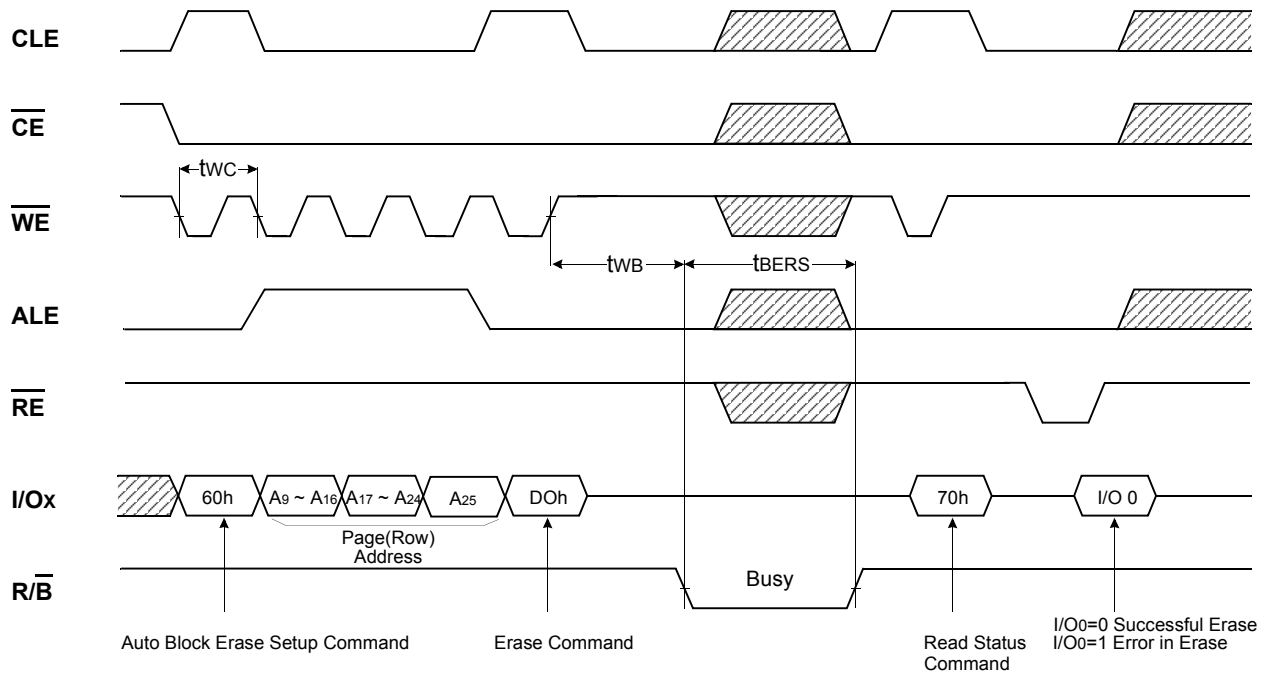 CLE
CE
tWC
WE
tWB
tBERS
ALE
RE
I/Ox
60h
A9 ~ A16
A17 ~ A24
A25
DOh
70h
I/O 0
Page(Row)
Address
R/B
Busy
Auto Block Erase Setup Command
Erase Command
Read Status
Command
I/O0=0 Successful Erase
I/O0=1 Error in Erase